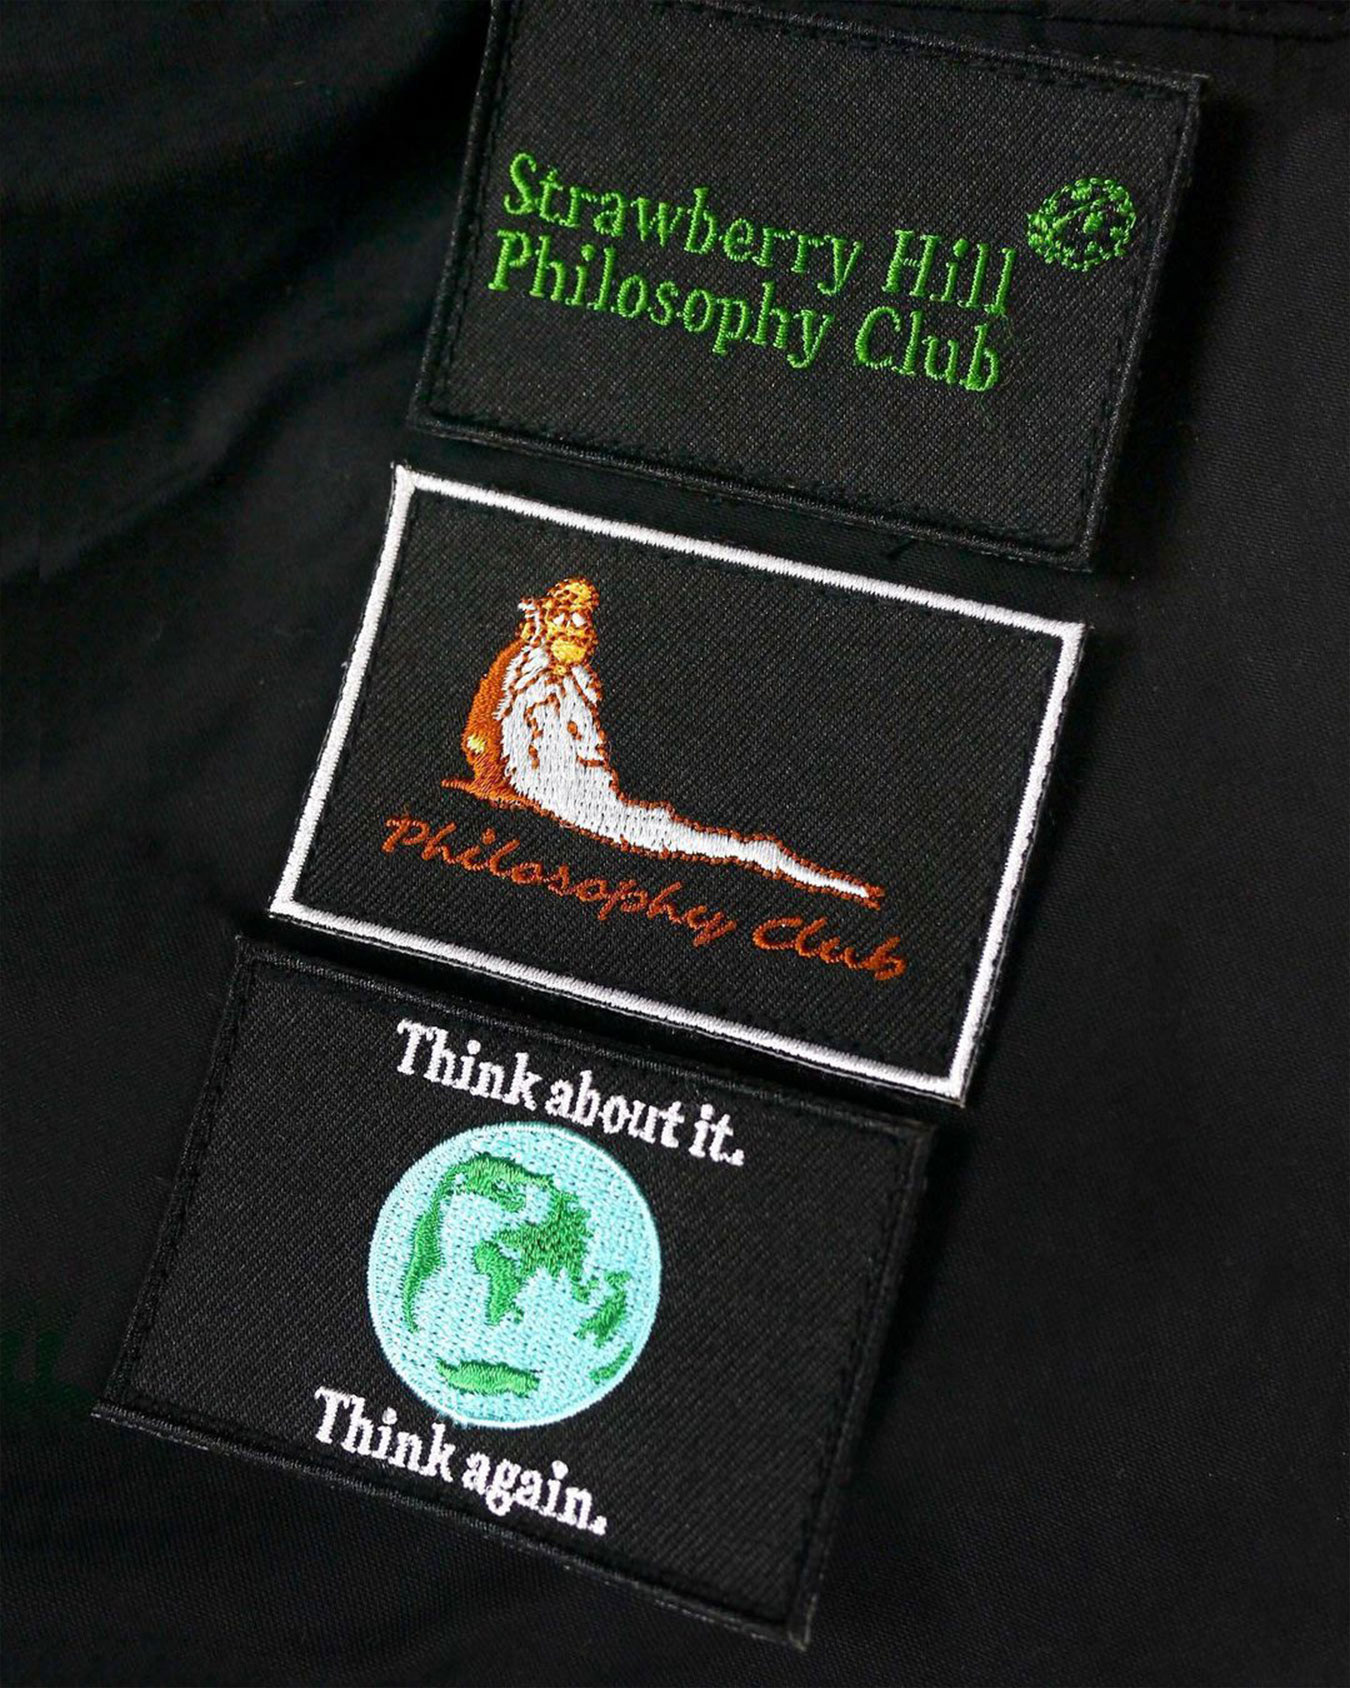 Strawberry Hill
Philosophy Club
Philosophy Club
Think about it.
Think again.